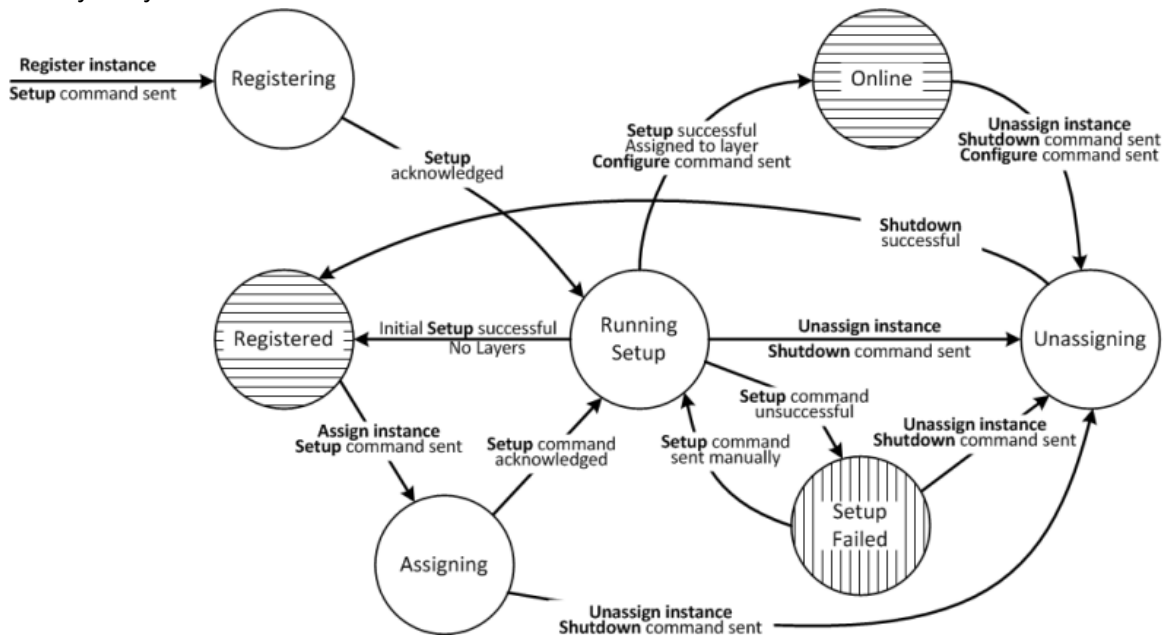 Register instance
Setup command sent
Registering
Online
Setup
acknowledged
Setup successful
Assigned to layer
Configure command sent
Unassign instance
Shutdown command sent
Configure command sent
Shutdown
successful
Registered
Initial Setup successful
No Layers
Running
Setup
Unassign instance
Shutdown command sent
Unassigning
Assign instance
Setup command sent
Setup command
acknowledged
Setup command
sent manually
Setup command
unsuccessful
Unassign instance
Shutdown command sent
Setup
Failed
Assigning
Unassign instance
Shutdown command sent